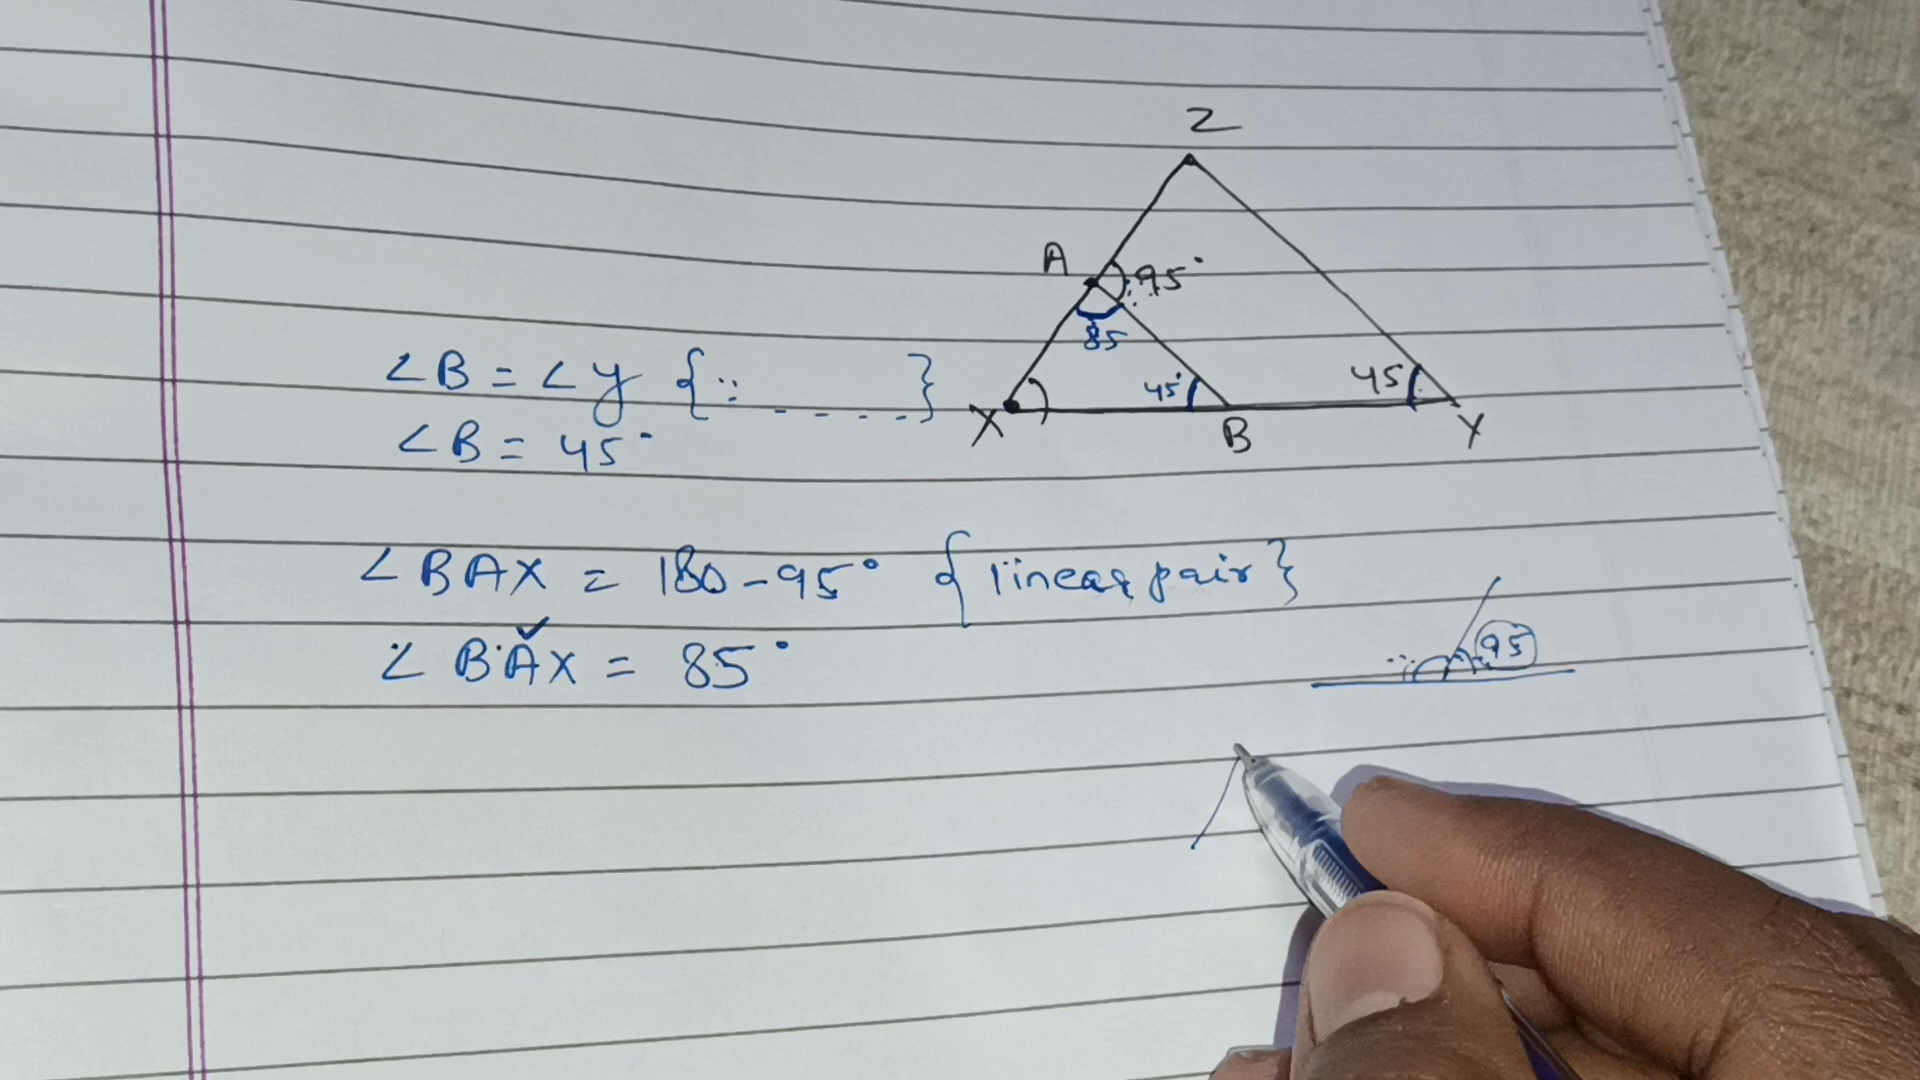 Z
A 95°
85
45° 45
X B Y
∠B = ∠y {∵ - - - -}
∠B = 45°
∠BAX = 180 - 95° {linear pair}
∠BAX = 85°
95